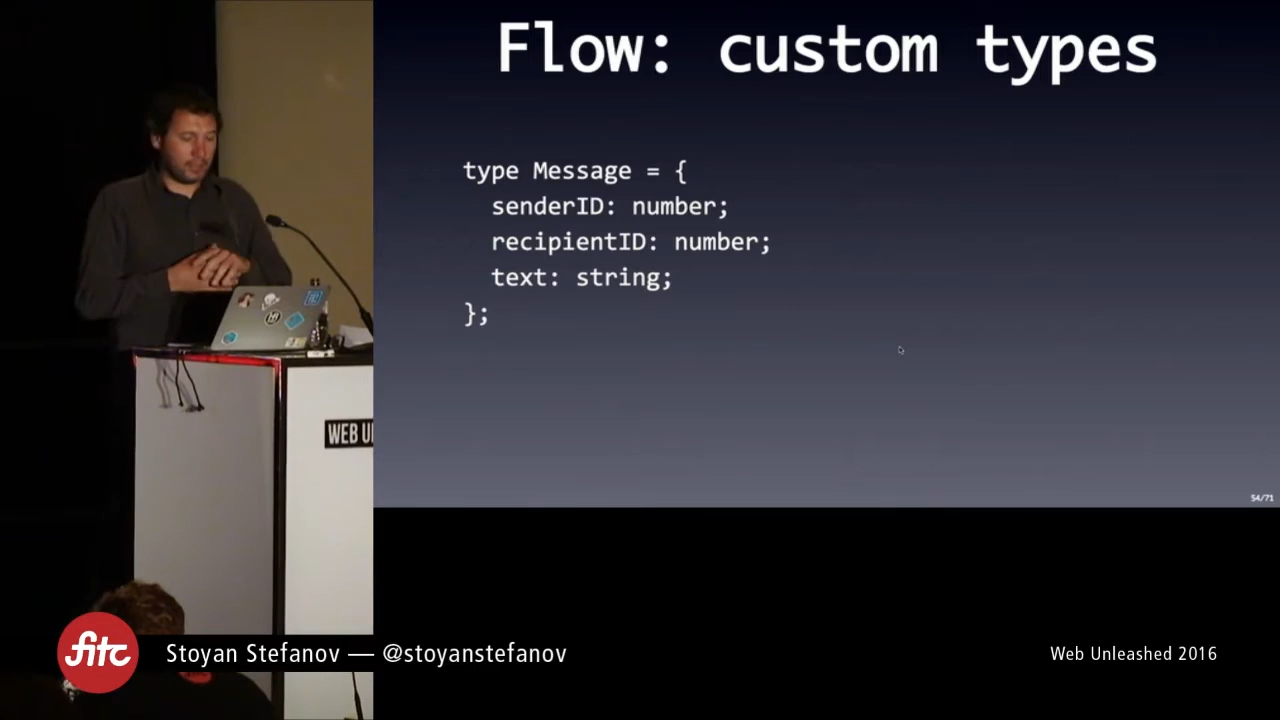 Flow: custom types
type Message = {
senderID: number;
recipientID: number;
text: string;
};
54/71
WEB U
fitc
Stoyan Stefanov — @stoyanstefanov
Web Unleashed 2016